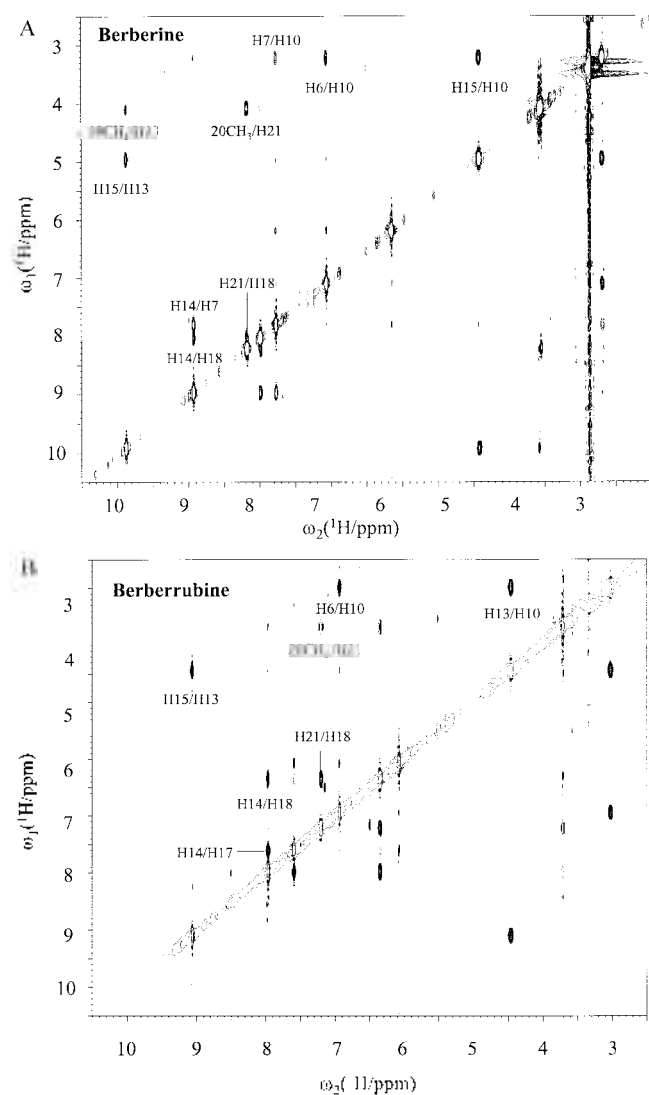 A
Berberine
H7/H10
H6/H10
H15/H10
20CH3/H21
H15/H13
H14/H7
H21/H18
H14/H18
3
4
5
6
7
8
9
10
ω1(1H/ppm)
10
9
8
7
6
5
4
3
ω2(1H/ppm)
Berberrubine
H6/H10
H13/H10
H15/H13
H21/H18
H14/H18
H14/H17
3
4
5
6
7
8
9
10
ω1(1H/ppm)
10
9
8
7
6
5
4
3
ω2( H/ppm)